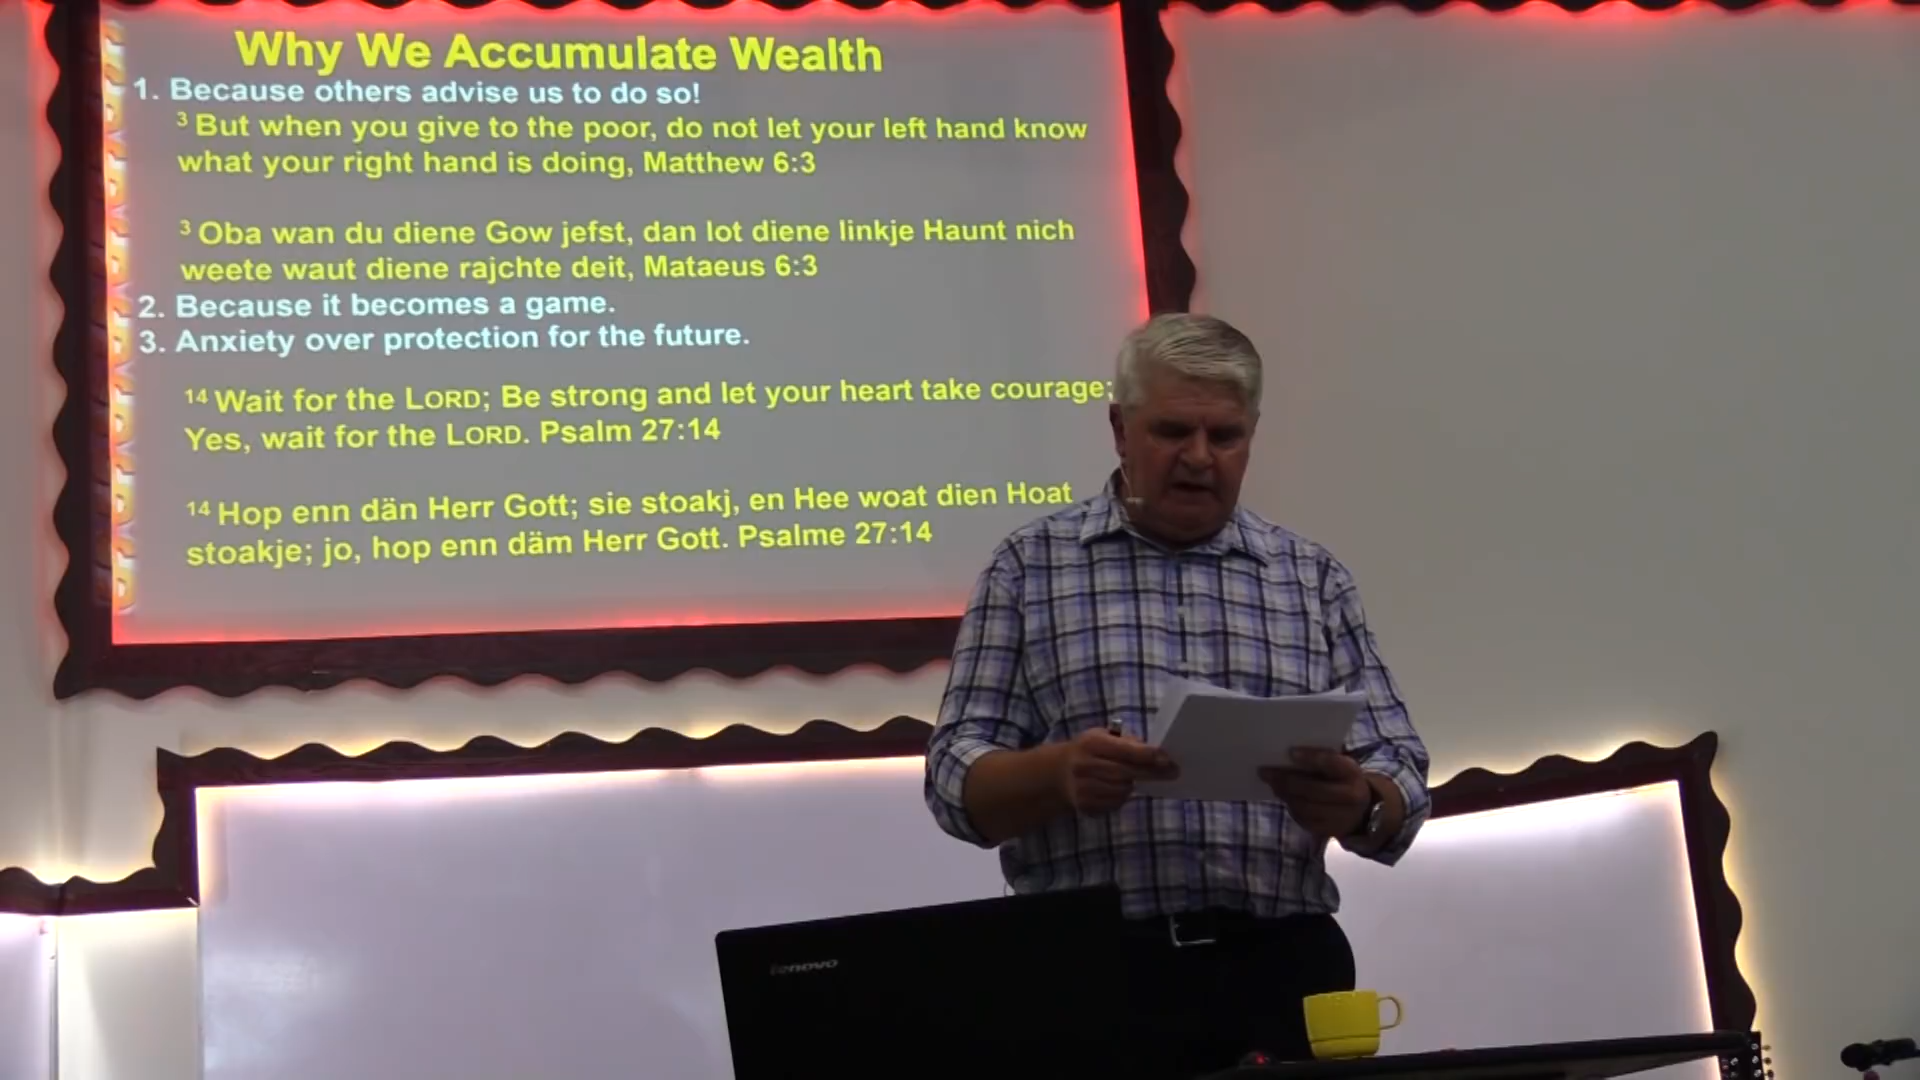 Why We Accumulate Wealth
1. Because others advise us to do so!
3 But when you give to the poor, do not let your left hand know
what your right hand is doing, Matthew 6:3
3 Oba wan du diene Gow jefst, dan lot diene linkje Haunt nich
weete waut diene rajchte deit, Mataeus 6:3
2. Because it becomes a game.
3. Anxiety over protection for the future.
14 Wait for the LORD; Be strong and let your heart take courage;
Yes, wait for the LORD. Psalm 27:14
14 Hop enn dän Herr Gott; sie stoakj, en Hee woat dien Hoat
stoakje; jo, hop enn däm Herr Gott. Psalme 27:14
lenovo